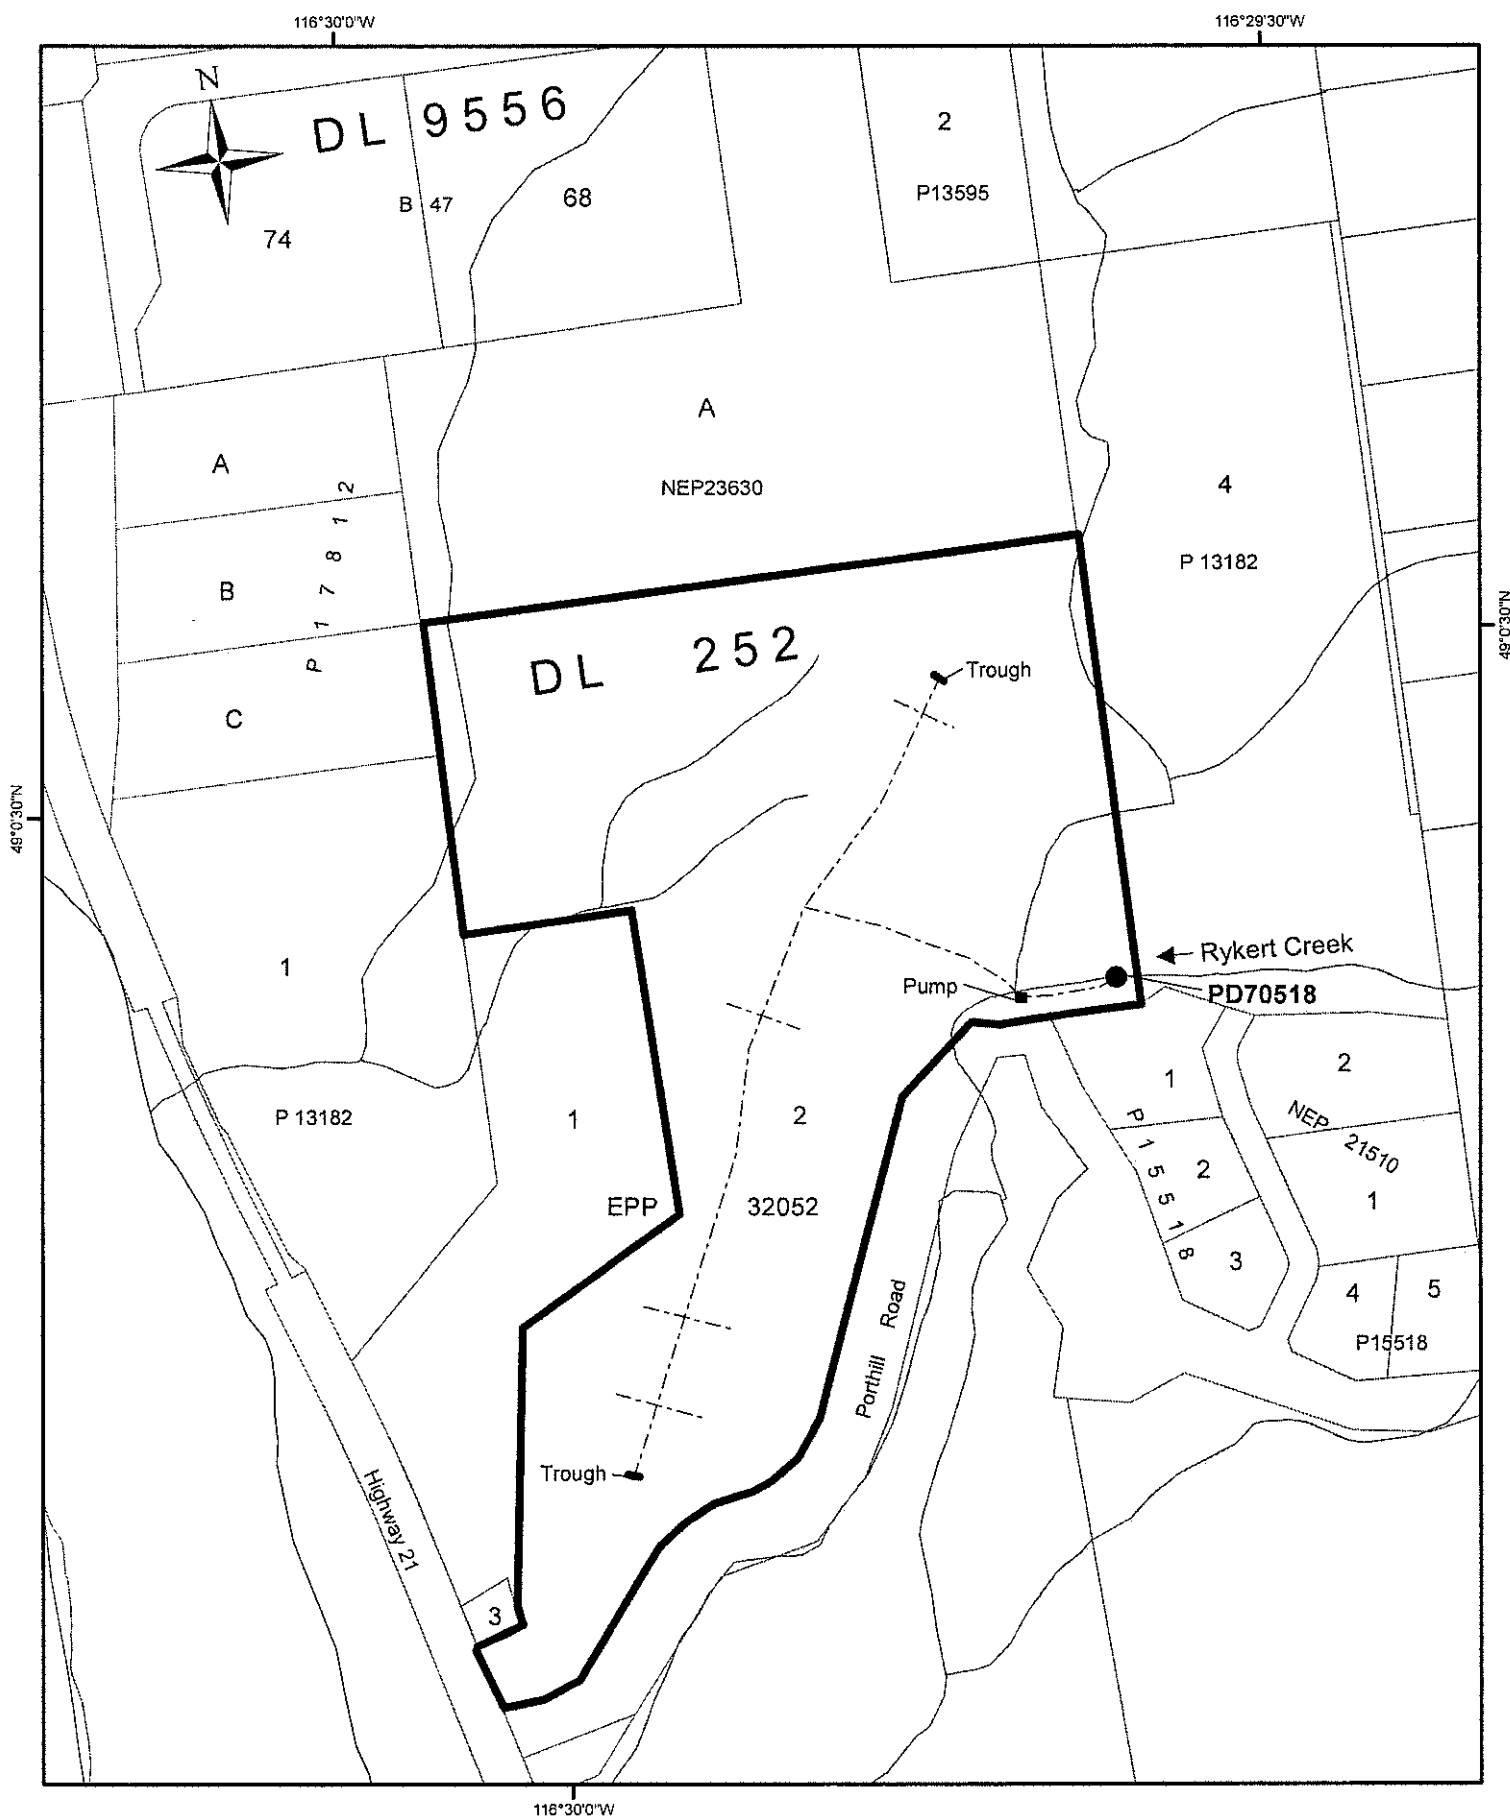 116°30'0"W
116°29'30"W
N
DL 9556
2
P13595
B 47
68
74
A
NEP23630
A
B
C
P 17812
4
P 13182
49°0'30"N
DL 252
Trough
49°0'30"N
1
P 13182
Rykert Creek
Pump
PD70518
1
2
EPP
32052
1
2
3
P 15518
2
NEP 21510
1
4
5
P15518
Porthill Road
Trough
Highway 21
3
116°30'0"W